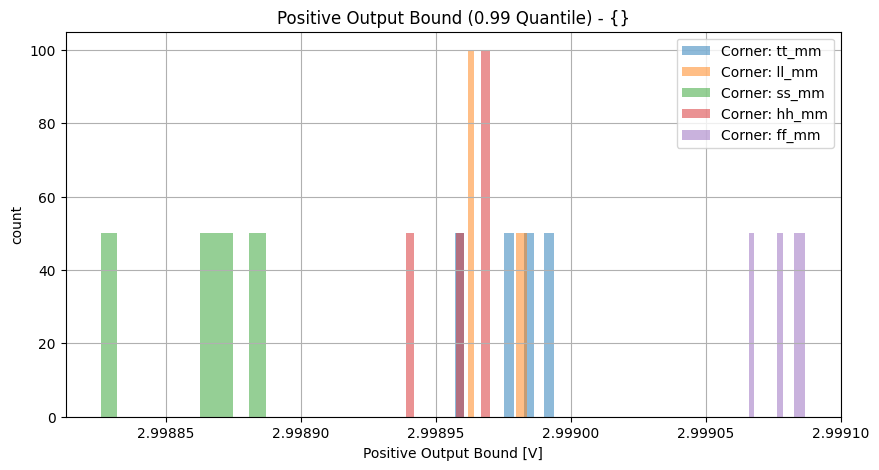 Positive Output Bound (0.99 Quantile) - {}
count
100
80
60
40
20
0
2.99885
2.99890
2.99895
2.99900
2.99905
2.99910
Positive Output Bound [V]
Corner: tt_mm
Corner: ll_mm
Corner: ss_mm
Corner: hh_mm
Corner: ff_mm